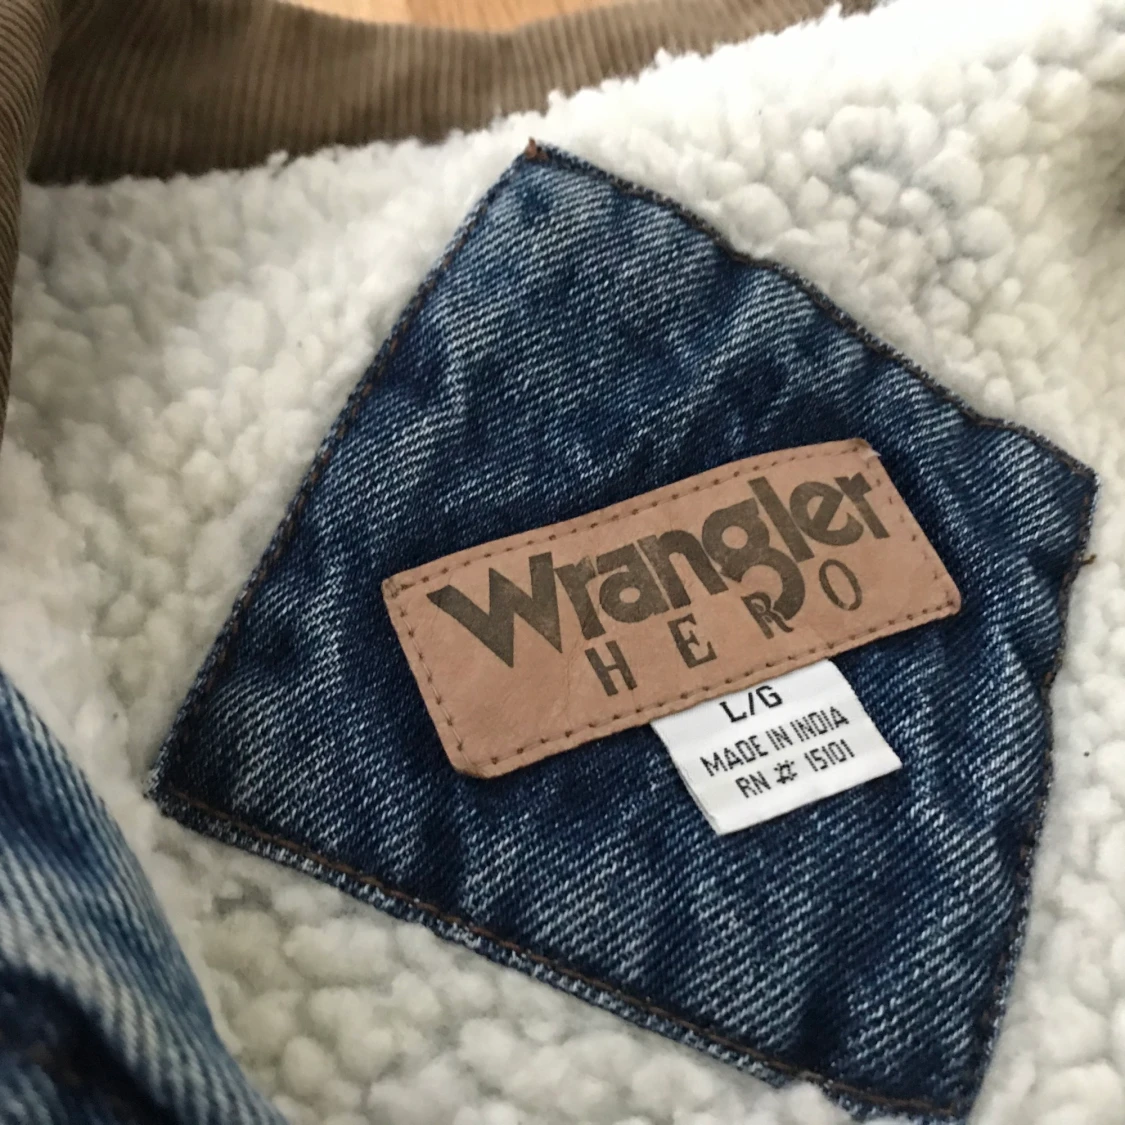 Wrangler
HERO
L/G
MADE IN INDIA
RN # 15101